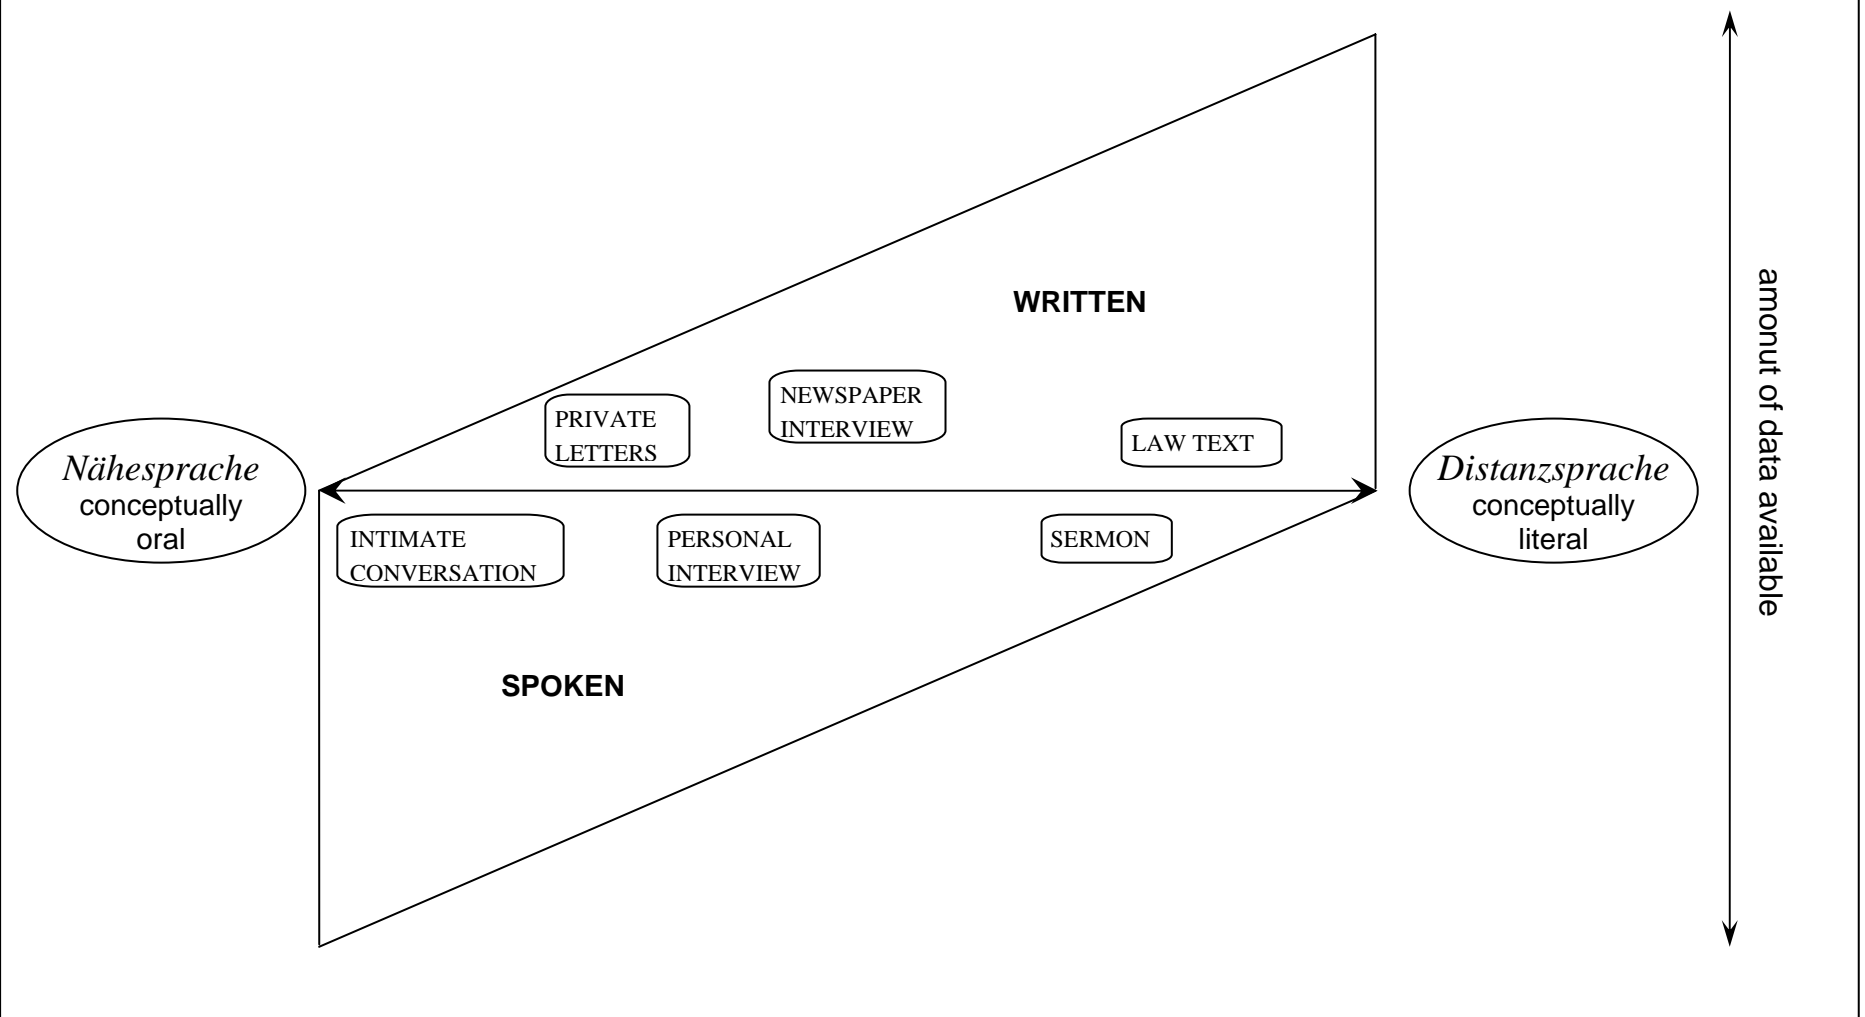 WRITTEN
NEWSPAPER
INTERVIEW
PRIVATE
LETTERS
LAW TEXT
Nähesprache
conceptually
oral
Distanzsprache
conceptually
literal
INTIMATE
CONVERSATION
PERSONAL
INTERVIEW
SERMON
SPOKEN
amonut of data available